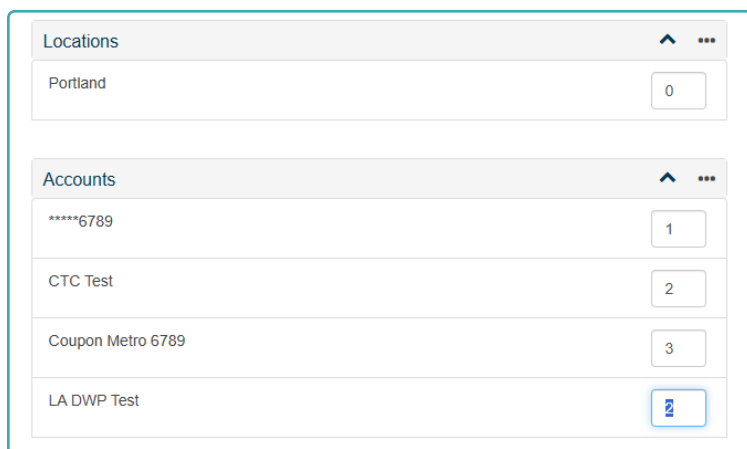 Locations
Portland 0
Accounts
*****6789 1
CTC Test 2
Coupon Metro 6789 3
LA DWP Test 2